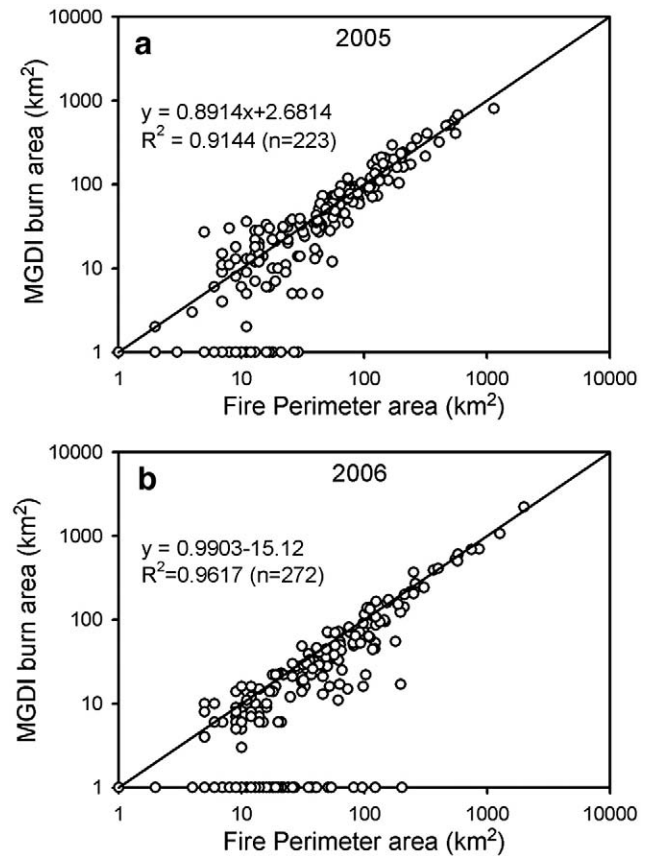 a
2005
10000
1000
100
10
1
MGDI burn area (km²)
y = 0.8914x+2.6814
R² = 0.9144 (n=223)
1 10 100 1000 10000
Fire Perimeter area (km²)
b
2006
10000
1000
100
10
1
MGDI burn area (km²)
y = 0.9903-15.12
R²=0.9617 (n=272)
1 10 100 1000 10000
Fire Perimeter area (km²)